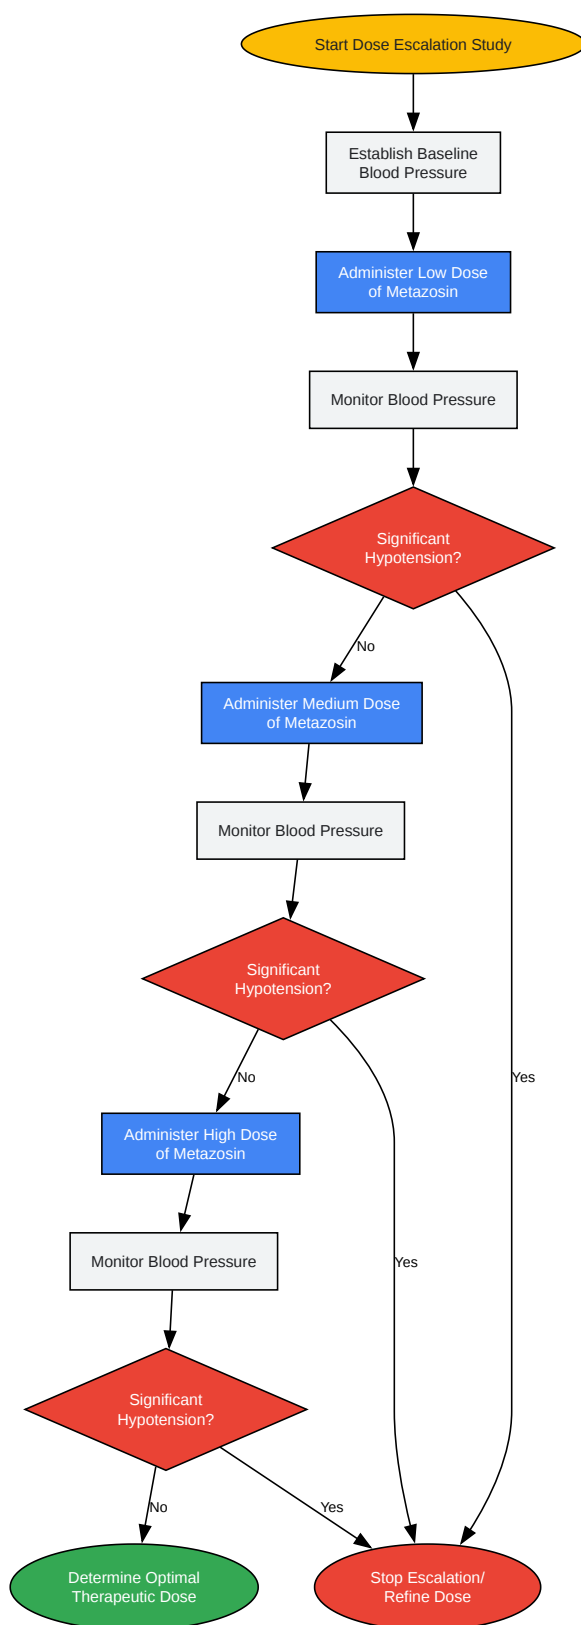 Start Dose Escalation Study
Establish Baseline
Blood Pressure
Administer Low Dose
of Metazosin
Monitor Blood Pressure
Significant
Hypotension?
No
Administer Medium Dose
of Metazosin
Monitor Blood Pressure
Significant
Hypotension?
No
Yes
Administer High Dose
of Metazosin
Monitor Blood Pressure
Yes
Significant
Hypotension?
No
Yes
Determine Optimal
Therapeutic Dose
Stop Escalation/
Refine Dose